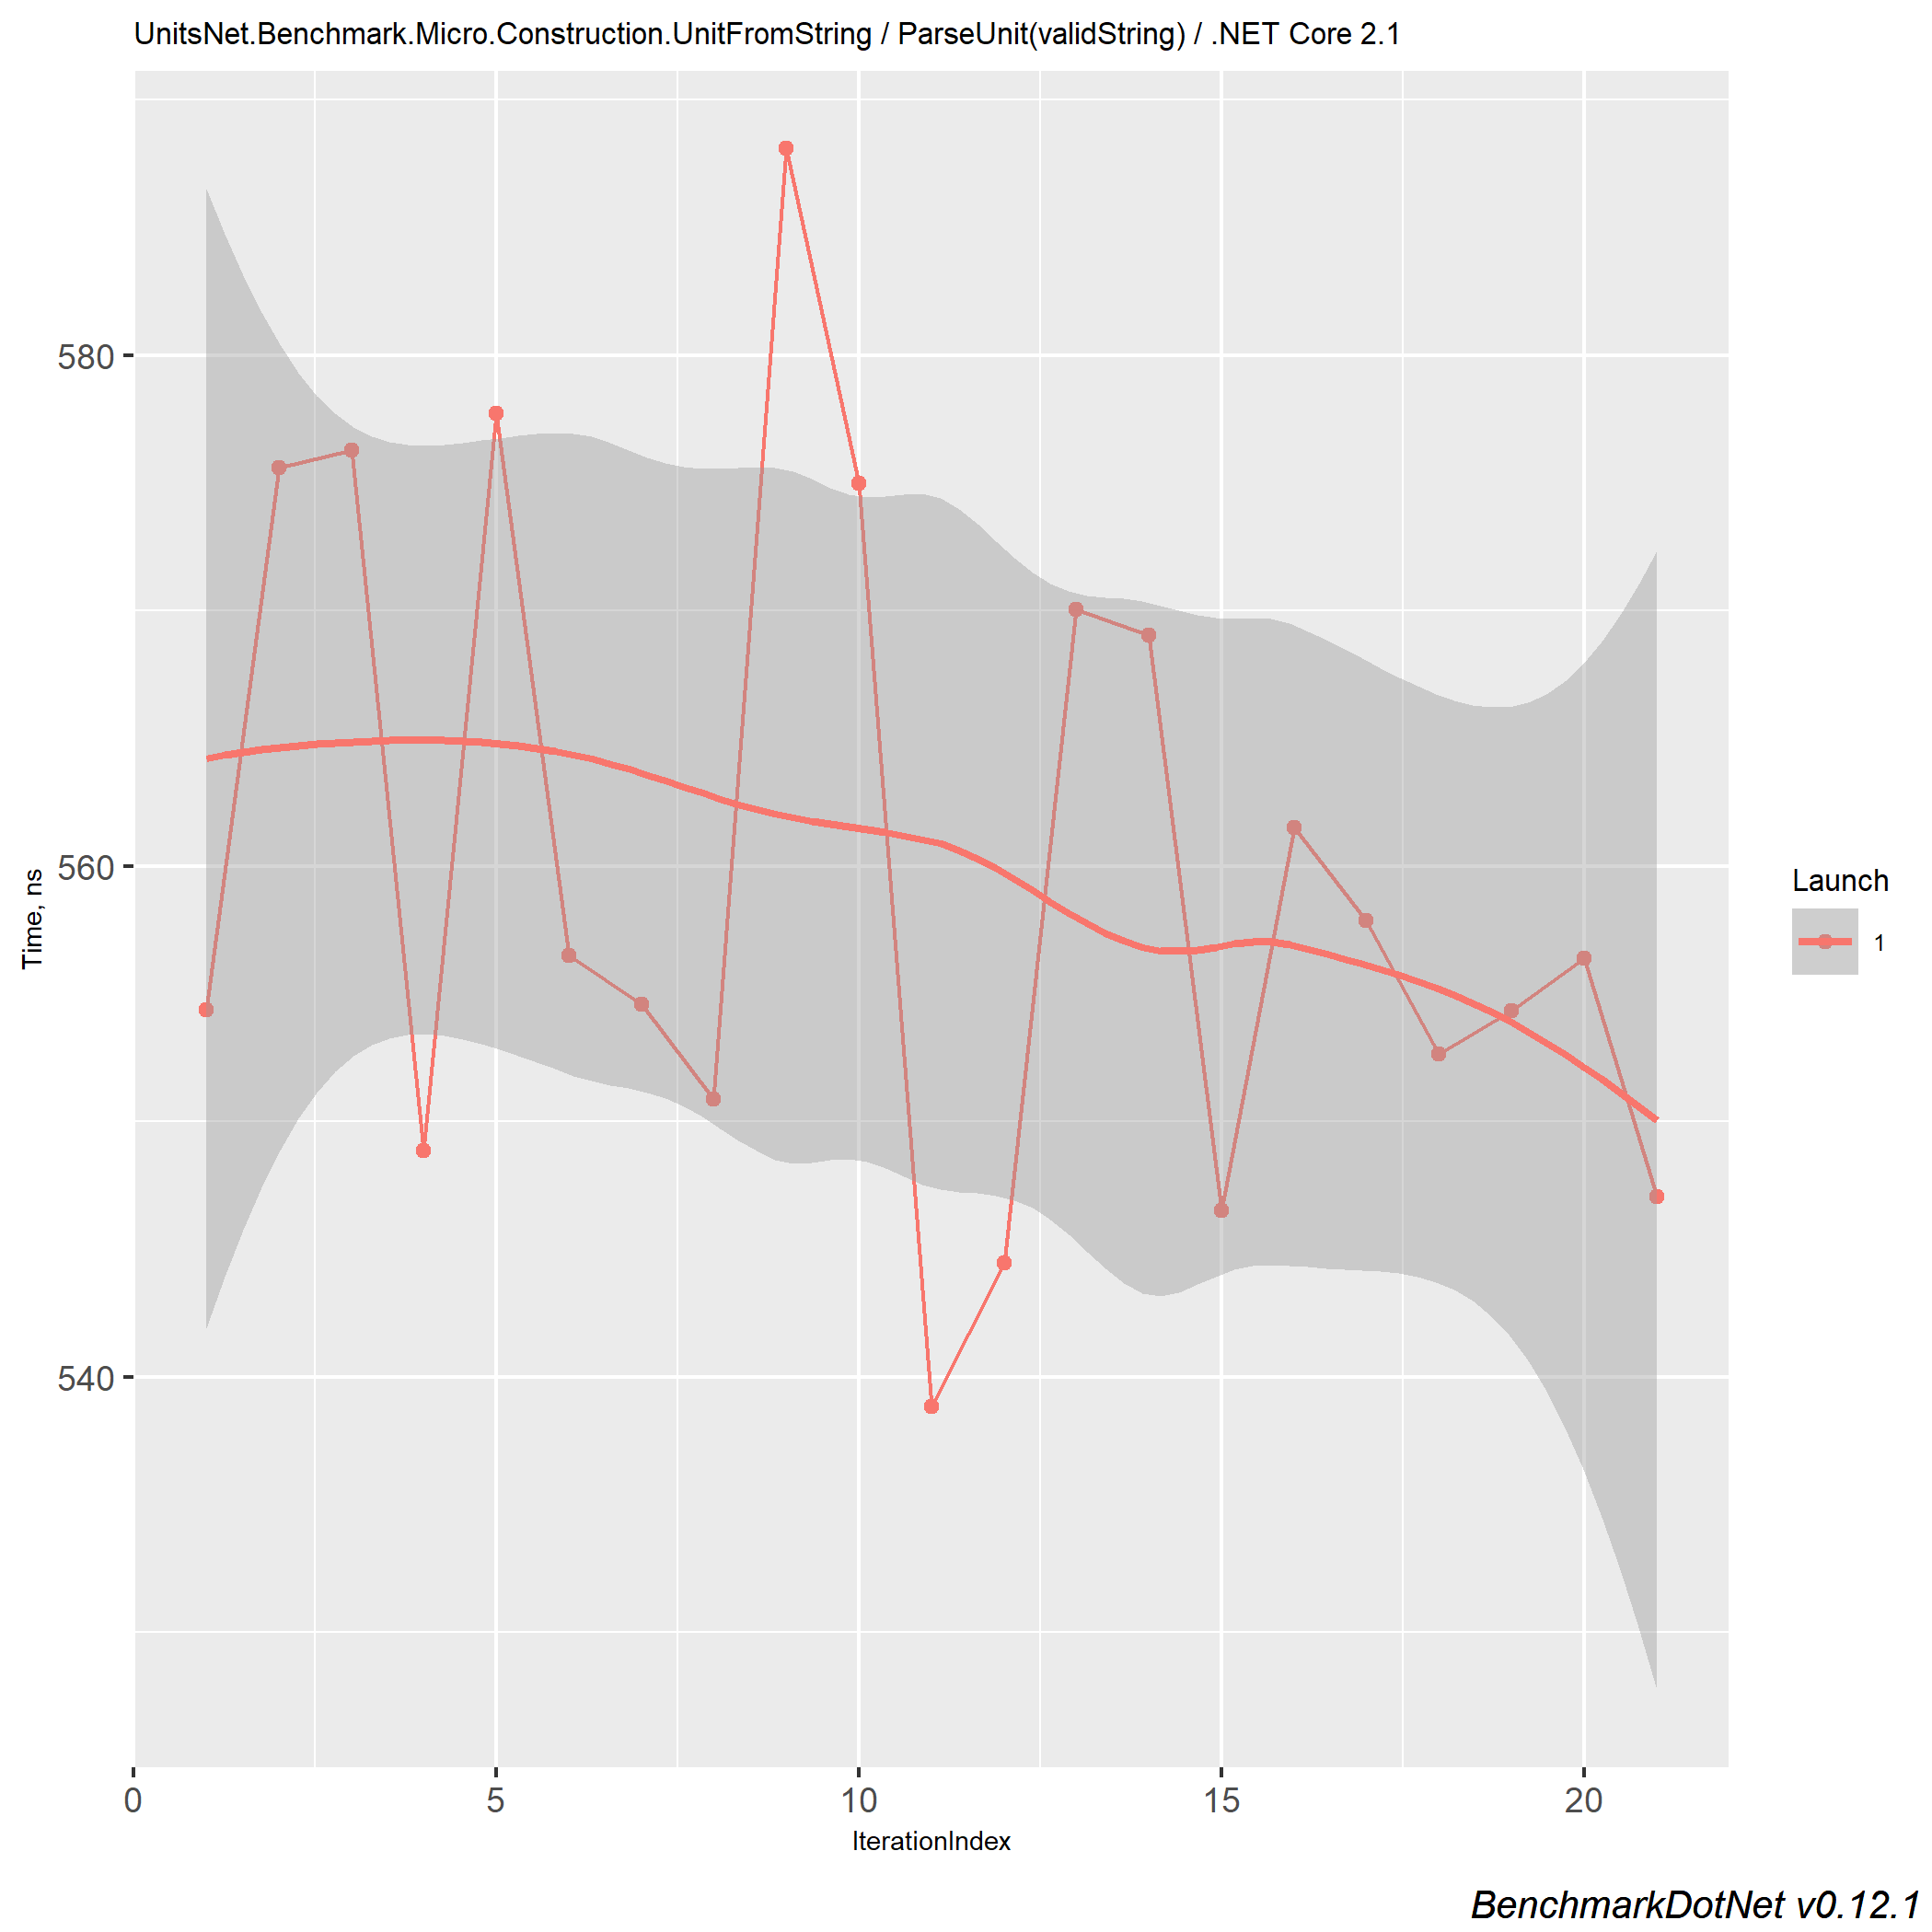 UnitsNet.Benchmark.Micro.Construction.UnitFromString / ParseUnit(validString) / .NET Core 2.1
Time, ns
580
560
540
0 5 10 15 20
IterationIndex
Launch
1
BenchmarkDotNet v0.12.1